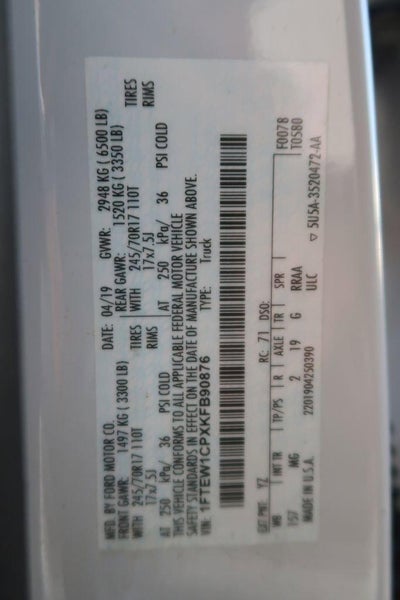 MFD. BY FORD MOTOR CO. DATE: 04/19 GVWR: 2948 KG (6500 LB)
FRONT GAWR: 1497 KG (3300 LB) REAR GAWR: 1520 KG (3350 LB)
WITH 245/70R17 110T TIRES WITH 245/70R17 110T TIRES
17x7.5J RIMS 17x7.5J RIMS
AT 250 kPa/ 36 PSI COLD AT 250 kPa/ 36 PSI COLD
THIS VEHICLE CONFORMS TO ALL APPLICABLE FEDERAL MOTOR VEHICLE
SAFETY STANDARDS IN EFFECT ON THE DATE OF MANUFACTURE SHOWN ABOVE.
VIN: 1FTEW1CPXKFB90876 TYPE: Truck
F0078
EXT PNT: YZ RC: 71 DSO: T0580
WB INT TR TP/PS R AXLE TR SPR
157 MG 2 19 G RRAA
MADE IN U.S.A. 2201904250390 ULC ▽ 5U5A-3520472-AA